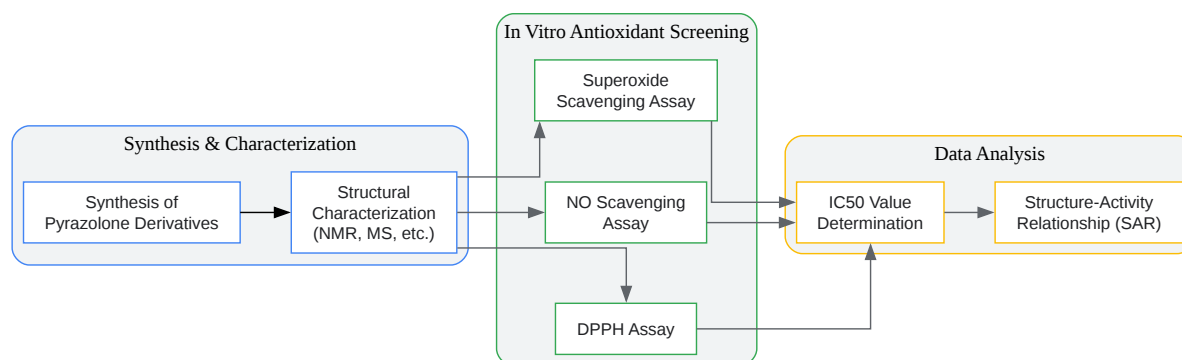 Synthesis & Characterization
Synthesis of
Pyrazolone Derivatives
Structural
Characterization
(NMR, MS, etc.)
In Vitro Antioxidant Screening
Superoxide
Scavenging Assay
NO Scavenging
Assay
DPPH Assay
Data Analysis
IC50 Value
Determination
Structure-Activity
Relationship (SAR)